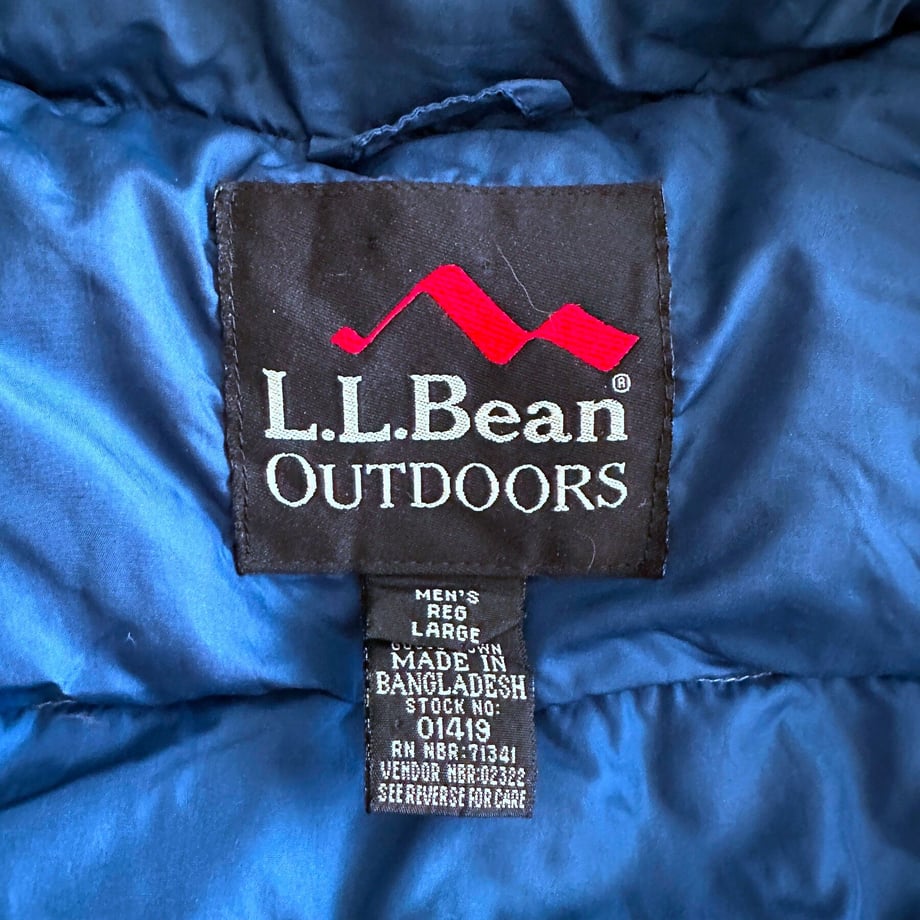 L.L.Bean®
OUTDOORS
MEN'S
REG
LARGE
MADE IN
BANGLADESH
STOCK NO:
01419
RN NBR:71341
VENDOR NBR:02322
SEE REVERSE FOR CARE